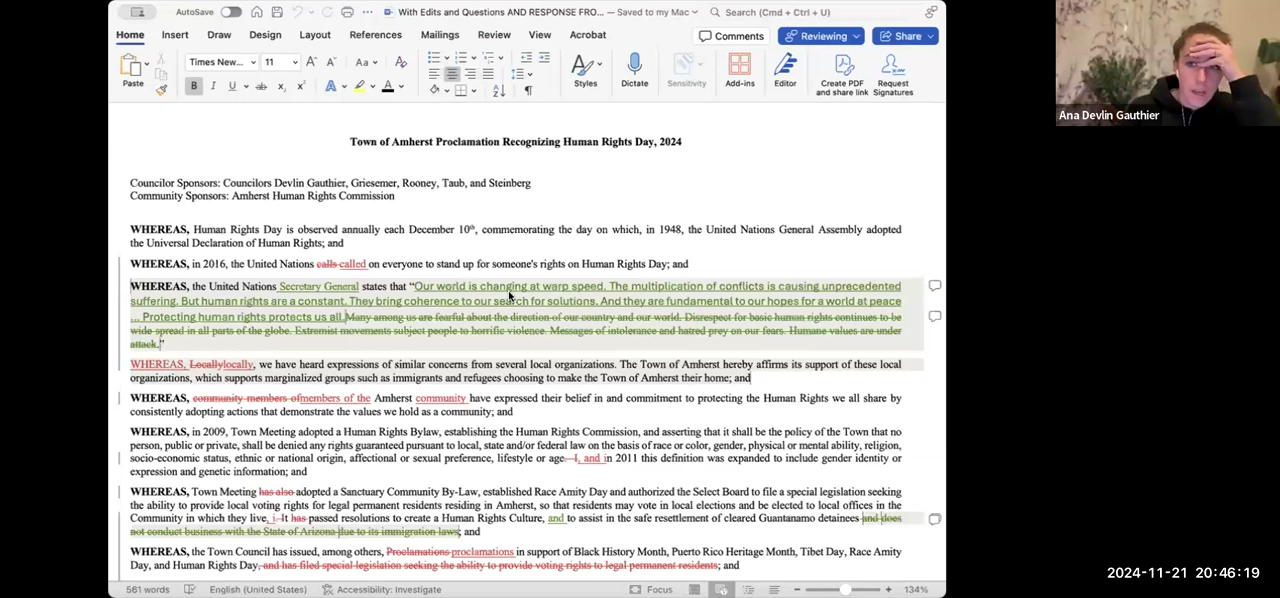 AutoSave
With Edits and Questions AND RESPONSE FRO... — Saved to my Mac
Search (Cmd + Ctrl + U)
Home Insert Draw Design Layout References Mailings Review View Acrobat Comments Reviewing Share
Times New... 11
Paste
Styles Dictate Sensitivity Add-ins Editor Create PDF and share link Request Signatures
Town of Amherst Proclamation Recognizing Human Rights Day, 2024
Councilor Sponsors: Councilors Devlin Gauthier, Griesemer, Rooney, Taub, and Steinberg
Community Sponsors: Amherst Human Rights Commission
WHEREAS, Human Rights Day is observed annually each December 10th, commemorating the day on which, in 1948, the United Nations General Assembly adopted
the Universal Declaration of Human Rights; and
WHEREAS, in 2016, the United Nations calls called on everyone to stand up for someone's rights on Human Rights Day; and
WHEREAS, the United Nations Secretary General states that “Our world is changing at warp speed. The multiplication of conflicts is causing unprecedented
suffering. But human rights are a constant. They bring coherence to our search for solutions. And they are fundamental to our hopes for a world at peace
... Protecting human rights protects us all. Many among us are fearful about the direction of our country and our world. Disrespect for basic human rights continues to be
wide spread in all parts of the globe. Extremist movements subject people to horrific violence. Messages of intolerance and hatred prey on our fears. Humane values are under
attack.”
WHEREAS, Locallylocally, we have heard expressions of similar concerns from several local organizations. The Town of Amherst hereby affirms its support of these local
organizations, which supports marginalized groups such as immigrants and refugees choosing to make the Town of Amherst their home; and
WHEREAS, community members ofmembers of the Amherst community have expressed their belief in and commitment to protecting the Human Rights we all share by
consistently adopting actions that demonstrate the values we hold as a community; and
WHEREAS, in 2009, Town Meeting adopted a Human Rights Bylaw, establishing the Human Rights Commission, and asserting that it shall be the policy of the Town that no
person, public or private, shall be denied any rights guaranteed pursuant to local, state and/or federal law on the basis of race or color, gender, physical or mental ability, religion,
socio-economic status, ethnic or national origin, affectional or sexual preference, lifestyle or age. I, and in 2011 this definition was expanded to include gender identity or
expression and genetic information; and
WHEREAS, Town Meeting has also adopted a Sanctuary Community By-Law, established Race Amity Day and authorized the Select Board to file a special legislation seeking
the ability to provide local voting rights for legal permanent residents residing in Amherst, so that residents may vote in local elections and be elected to local offices in the
Community in which they live, i. It has passed resolutions to create a Human Rights Culture, and to assist in the safe resettlement of cleared Guantanamo detainees and does
not conduct business with the State of Arizona due to its immigration laws; and
WHEREAS, the Town Council has issued, among others, Proclamations proclamations in support of Black History Month, Puerto Rico Heritage Month, Tibet Day, Race Amity
Day, and Human Rights Day, and has filed special legislation seeking the ability to provide voting rights to legal permanent residents; and
561 words English (United States) Accessibility: Investigate Focus 134%
Ana Devlin Gauthier
2024-11-21 20:46:19